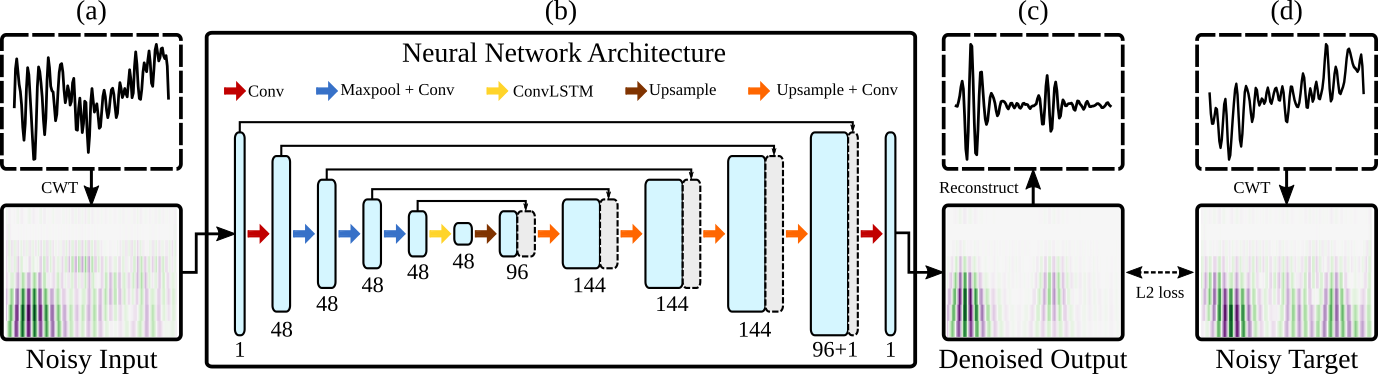 (a)
(b)
(c)
(d)
Neural Network Architecture
Conv
Maxpool + Conv
ConvLSTM
Upsample
Upsample + Conv
CWT
Reconstruct
CWT
1
48
48
48
48
48
96
144
144
144
96+1
1
L2 loss
Noisy Input
Denoised Output
Noisy Target